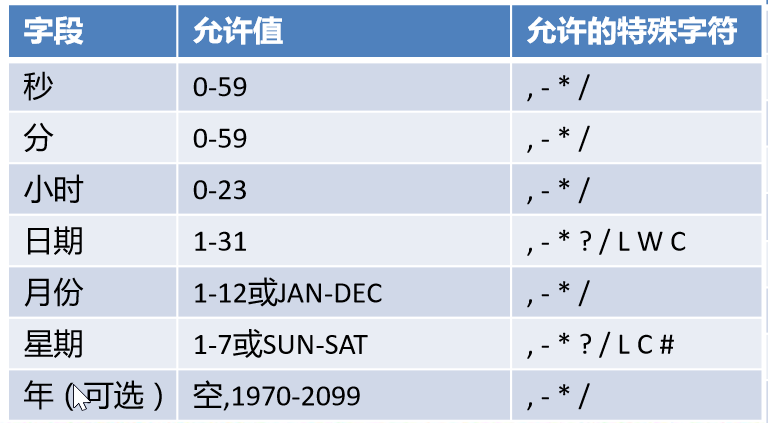 字段 允许值 允许的特殊字符
秒 0-59 , - * /
分 0-59 , - * /
小时 0-23 , - * /
日期 1-31 , - * ? / L W C
月份 1-12或JAN-DEC , - * /
星期 1-7或SUN-SAT , - * ? / L C #
年（可选） 空,1970-2099 , - * /